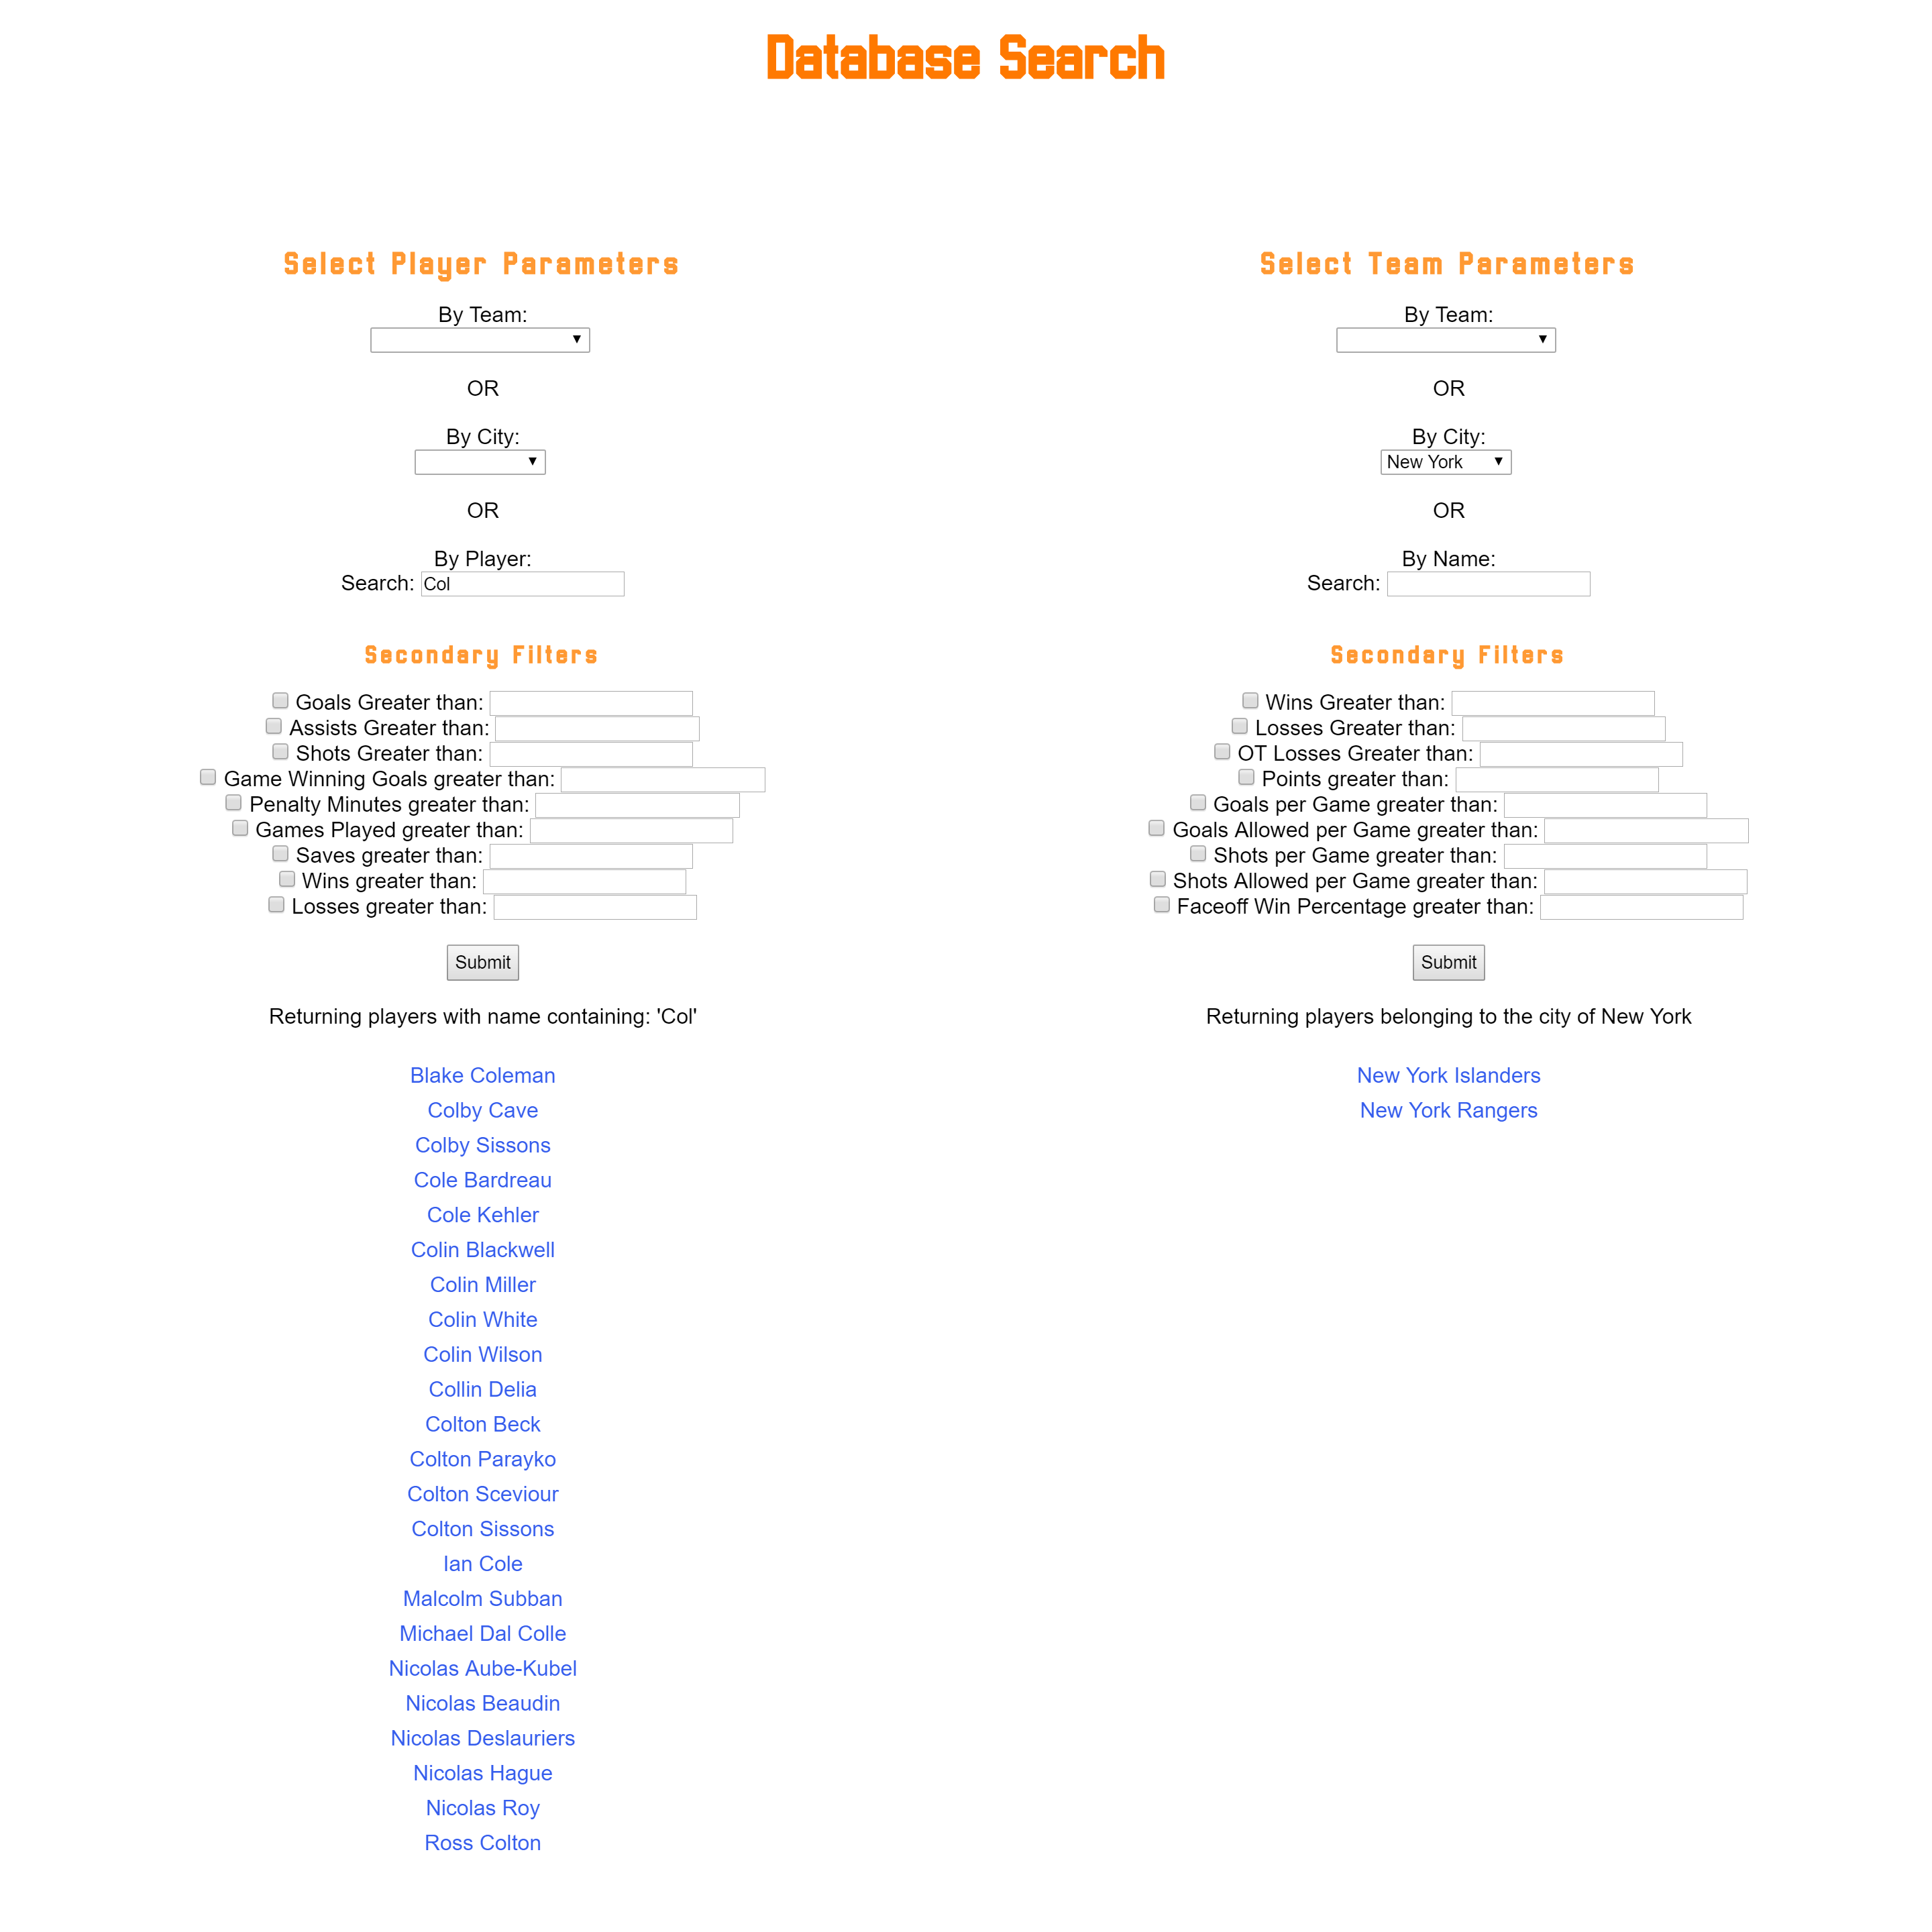 Database Search
Select Player Parameters
By Team:
OR
By City:
OR
By Player:
Search: Col
Secondary Filters
Goals Greater than:
Assists Greater than:
Shots Greater than:
Game Winning Goals greater than:
Penalty Minutes greater than:
Games Played greater than:
Saves greater than:
Wins greater than:
Losses greater than:
Submit
Returning players with name containing: 'Col'
Blake Coleman
Colby Cave
Colby Sissons
Cole Bardreau
Cole Kehler
Colin Blackwell
Colin Miller
Colin White
Colin Wilson
Collin Delia
Colton Beck
Colton Parayko
Colton Sceviour
Colton Sissons
Ian Cole
Malcolm Subban
Michael Dal Colle
Nicolas Aube-Kubel
Nicolas Beaudin
Nicolas Deslauriers
Nicolas Hague
Nicolas Roy
Ross Colton
Select Team Parameters
By Team:
OR
By City:
New York
OR
By Name:
Search:
Secondary Filters
Wins Greater than:
Losses Greater than:
OT Losses Greater than:
Points greater than:
Goals per Game greater than:
Goals Allowed per Game greater than:
Shots per Game greater than:
Shots Allowed per Game greater than:
Faceoff Win Percentage greater than:
Submit
Returning players belonging to the city of New York
New York Islanders
New York Rangers